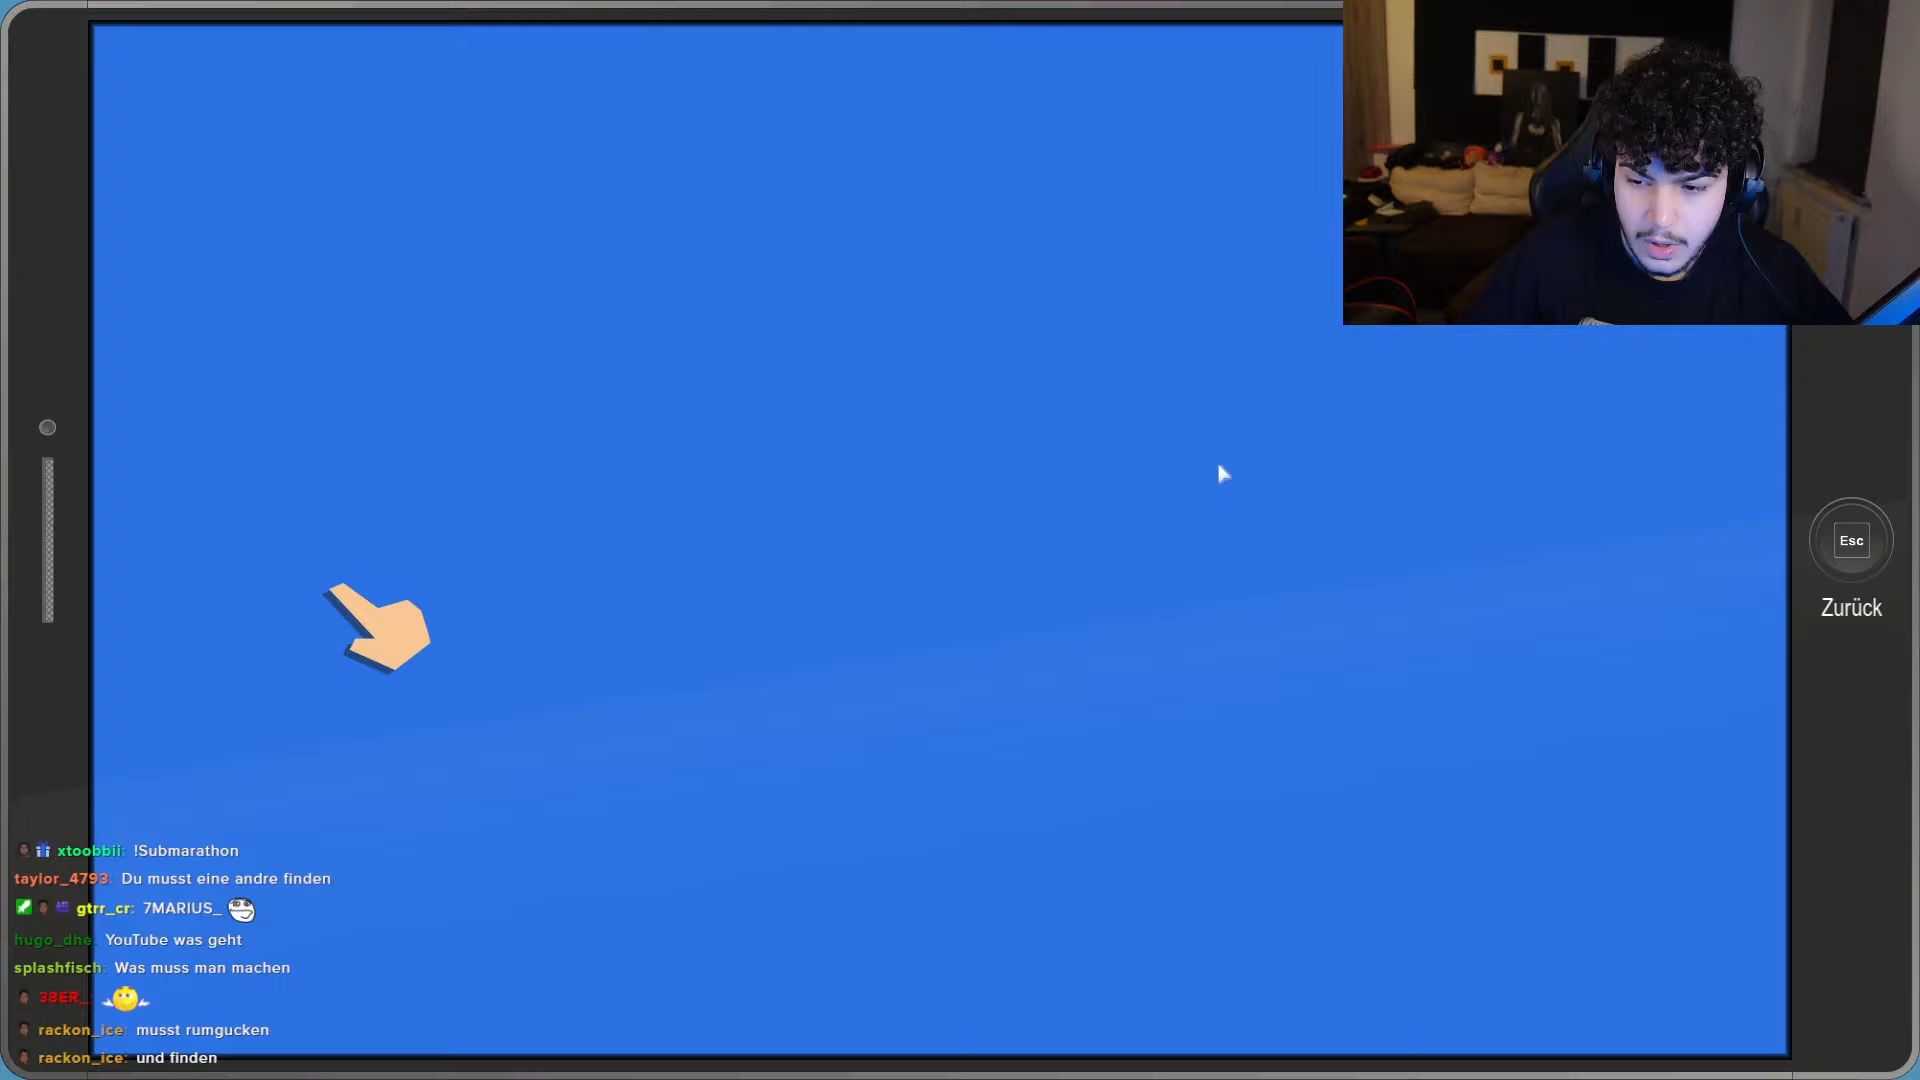 Esc
Zurück
xtoobbii: !Submarathon
taylor_4793: Du musst eine andre finden
gtrr_cr: 7MARIUS_
hugo_dhe: YouTube was geht
splashfisch: Was muss man machen
38ER_:
rackon_ice: musst rumgucken
rackon_ice: und finden